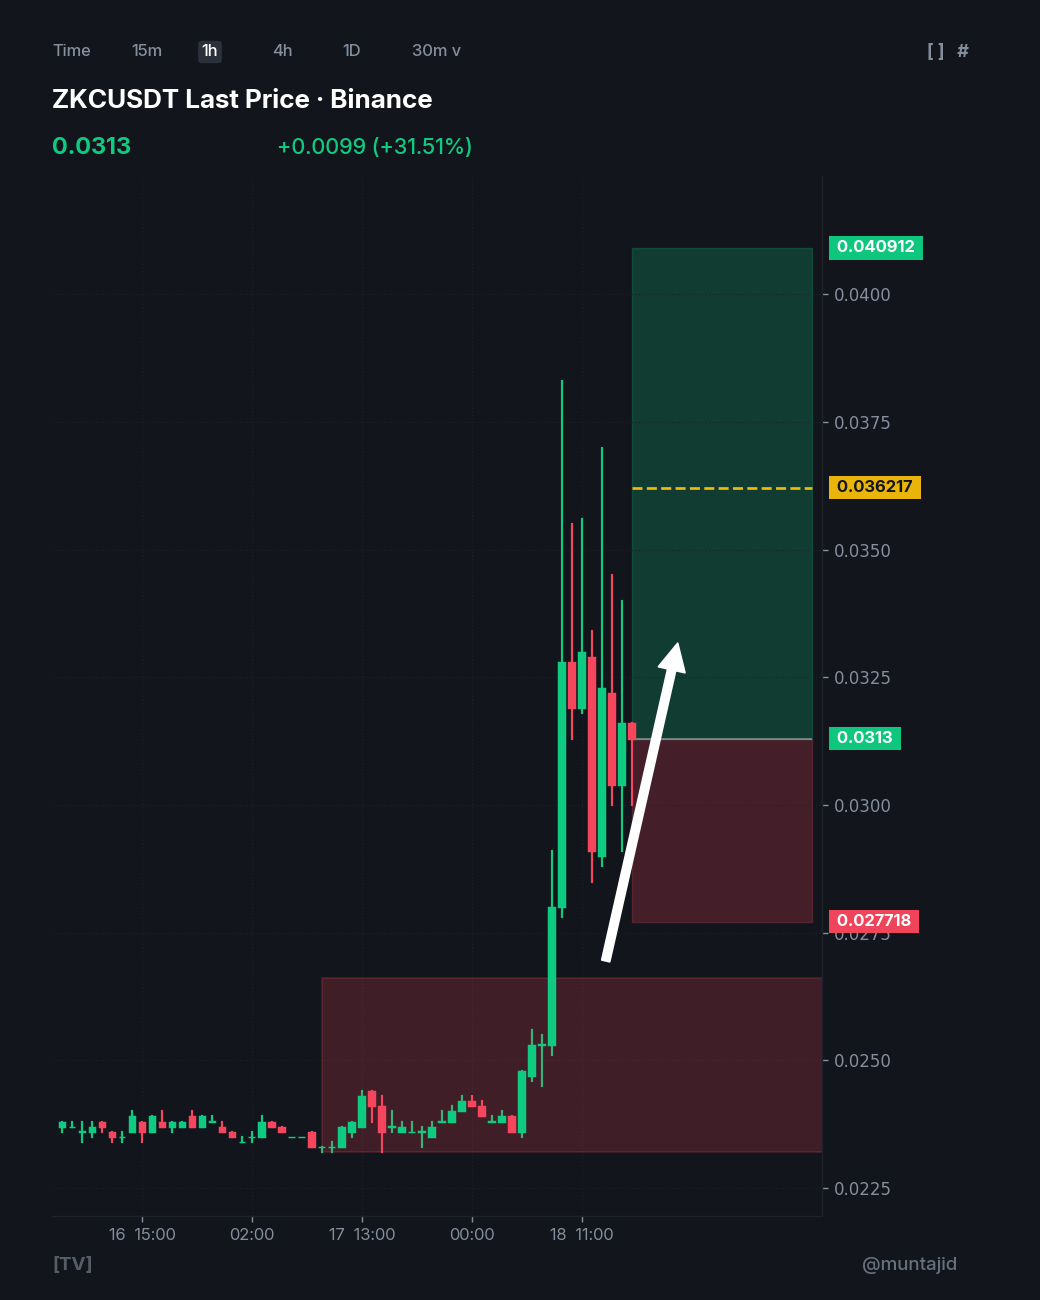 Time 15m 1h 4h 1D 30m v [ ] #
ZKCUSDT Last Price · Binance
0.0313 +0.0099 (+31.51%)
0.040912
0.0400
0.0375
0.036217
0.0350
0.0325
0.0313
0.0300
0.027718
0.0275
0.0250
0.0225
16 15:00 02:00 17 13:00 00:00 18 11:00
[TV] @muntajid